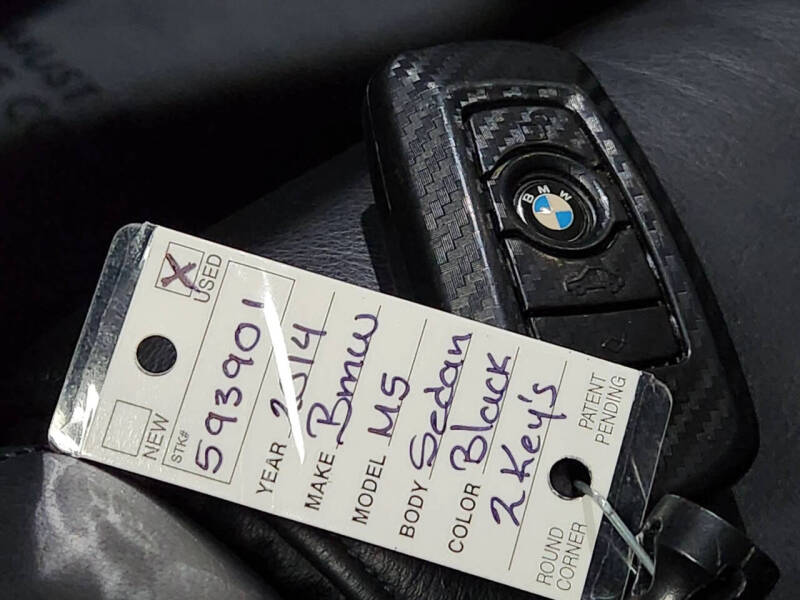 X USED
NEW
STK# 593901
YEAR 2014
MAKE Bmw
MODEL M5
BODY Sedan
COLOR Black
2 Key's
PATENT
PENDING
ROUND
CORNER
BMW